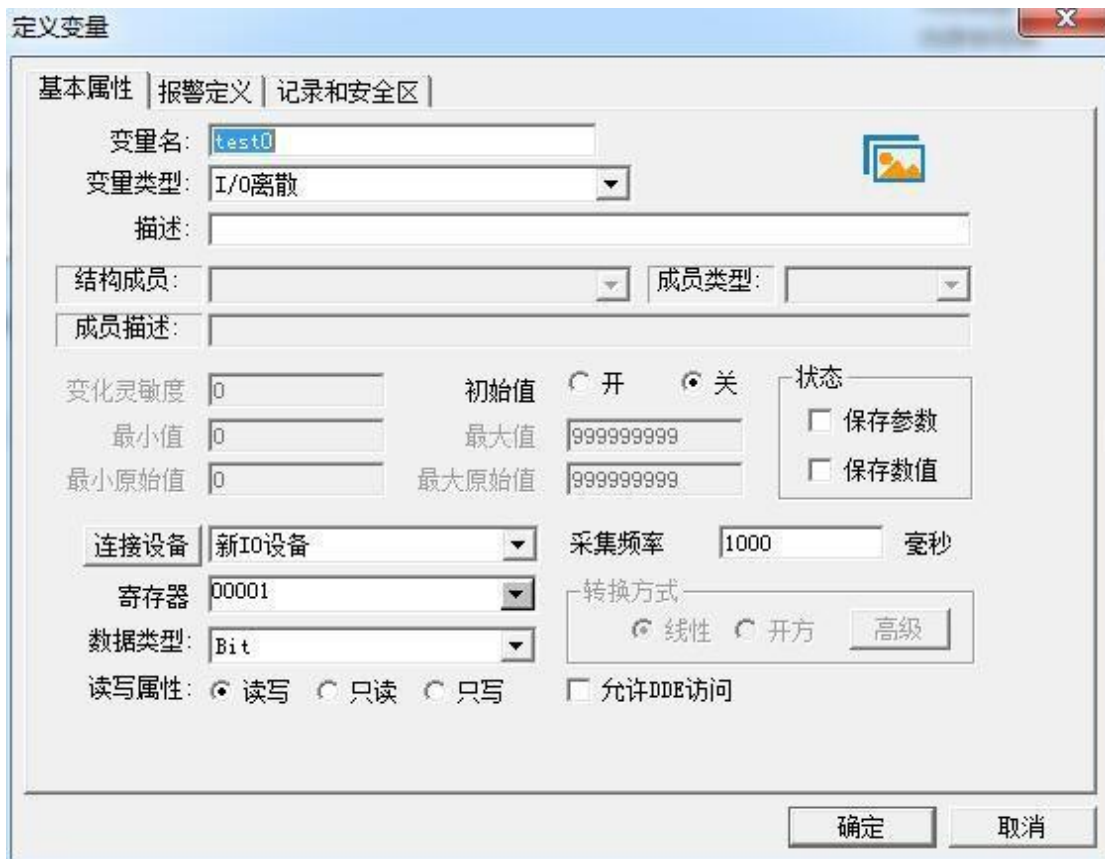 定义变量
基本属性 报警定义 记录和安全区
变量名: test0
变量类型: I/O离散
描述:
结构成员: 成员类型:
成员描述:
变化灵敏度 0 初始值 开 关 状态
最小值 0 最大值 999999999 保存参数
最小原始值 0 最大原始值 999999999 保存数值
连接设备 新IO设备 采集频率 1000 毫秒
寄存器 00001 转换方式
线性 开方 高级
数据类型: Bit
读写属性: 读写 只读 只写 允许DDE访问
确定 取消